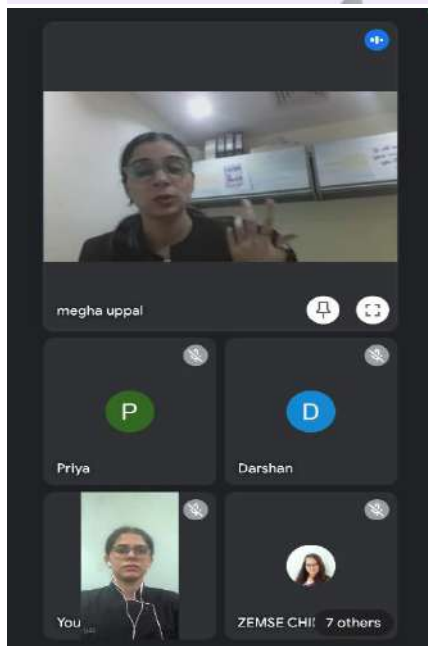 megha uppal
P
D
Priya
Darshan
You
ZEMSE CHI 7 others